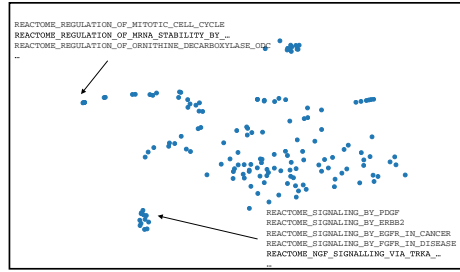 REACTOME_REGULATION_OF_MITOTIC_CELL_CYCLE
REACTOME_REGULATION_OF_MRNA_STABILITY_BY_…
REACTOME_REGULATION_OF_ORNITHINE_DECARBOXYLASE_ODC
…
REACTOME_SIGNALING_BY_PDGF
REACTOME_SIGNALING_BY_ERBB2
REACTOME_SIGNALING_BY_EGFR_IN_CANCER
REACTOME_SIGNALING_BY_FGFR_IN_DISEASE
REACTOME_NGF_SIGNALLING_VIA_TRKA_…
…